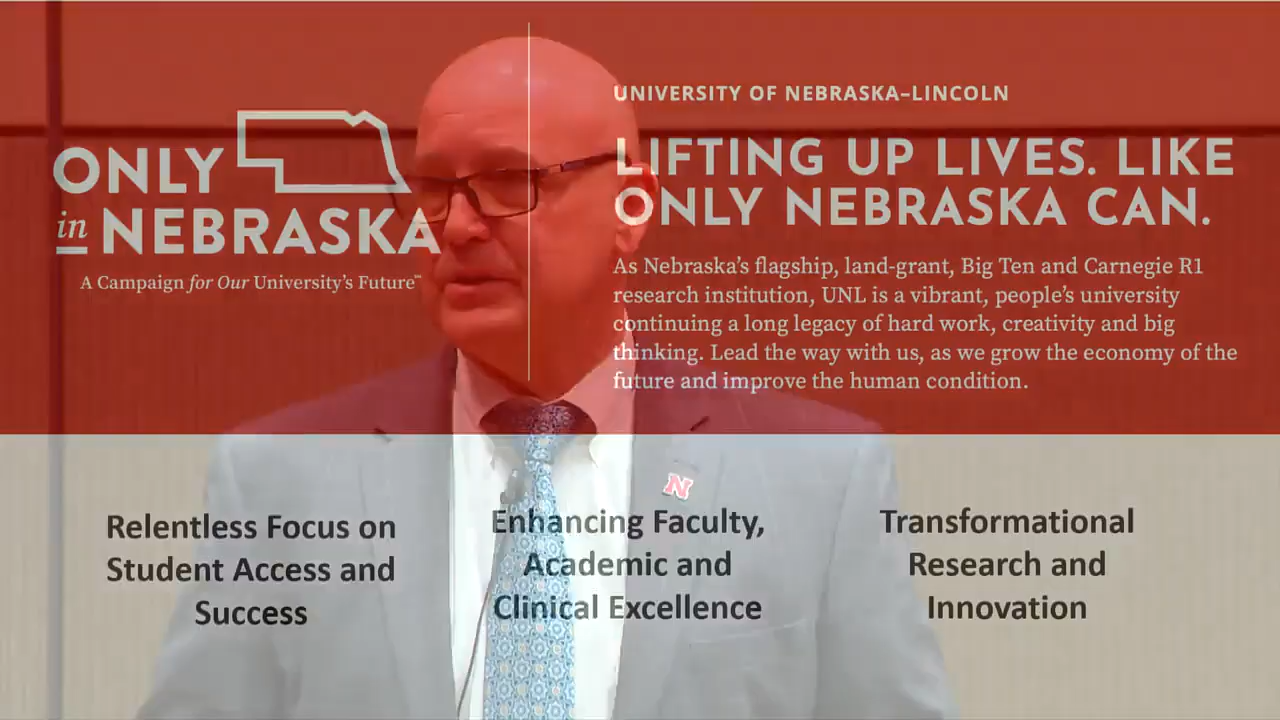 ONLY
in NEBRASKA
A Campaign for Our University's Future™
UNIVERSITY OF NEBRASKA–LINCOLN
LIFTING UP LIVES. LIKE
ONLY NEBRASKA CAN.
As Nebraska's flagship, land-grant, Big Ten and Carnegie R1
research institution, UNL is a vibrant, people's university
continuing a long legacy of hard work, creativity and big
thinking. Lead the way with us, as we grow the economy of the
future and improve the human condition.
N
Relentless Focus on
Student Access and
Success
Enhancing Faculty,
Academic and
Clinical Excellence
Transformational
Research and
Innovation